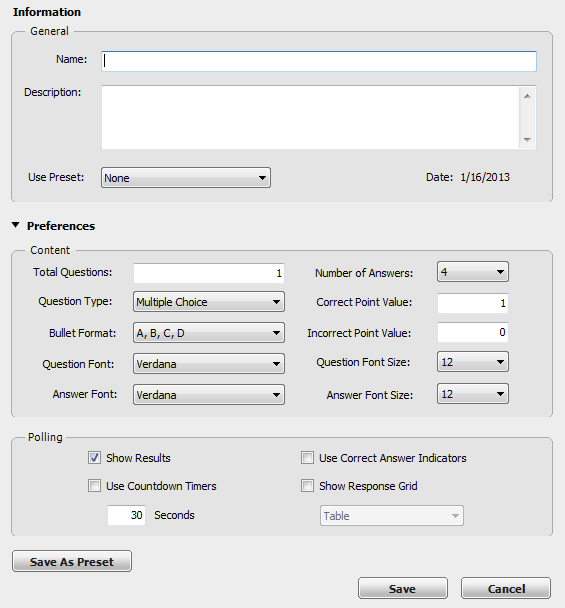 Information
General
Name:
Description:
Use Preset: None Date: 1/16/2013
Preferences
Content
Total Questions: 1 Number of Answers: 4
Question Type: Multiple Choice Correct Point Value: 1
Bullet Format: A, B, C, D Incorrect Point Value: 0
Question Font: Verdana Question Font Size: 12
Answer Font: Verdana Answer Font Size: 12
Polling
Show Results Use Correct Answer Indicators
Use Countdown Timers Show Response Grid
30 Seconds Table
Save As Preset
Save Cancel